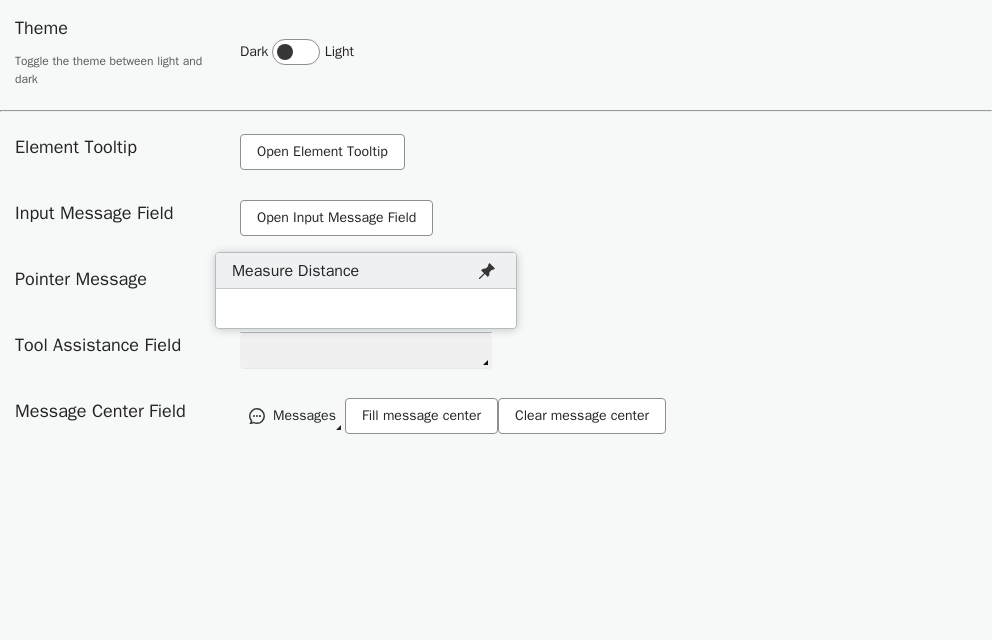 Theme
Toggle the theme between light and
dark
Dark Light
Element Tooltip
Open Element Tooltip
Input Message Field
Open Input Message Field
Pointer Message
Measure Distance
Tool Assistance Field
Message Center Field
Messages
Fill message center
Clear message center